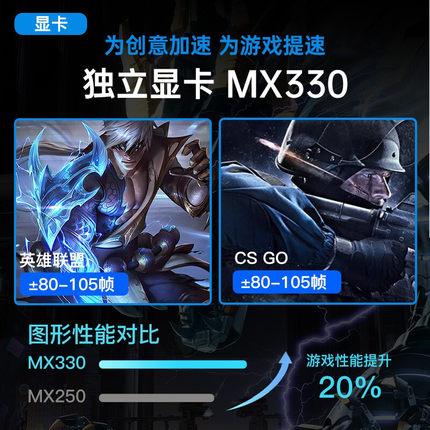 显卡
为创意加速 为游戏提速
独立显卡 MX330
英雄联盟
±80-105帧
CS GO
±80-105帧
图形性能对比
MX330
MX250
游戏性能提升
20%